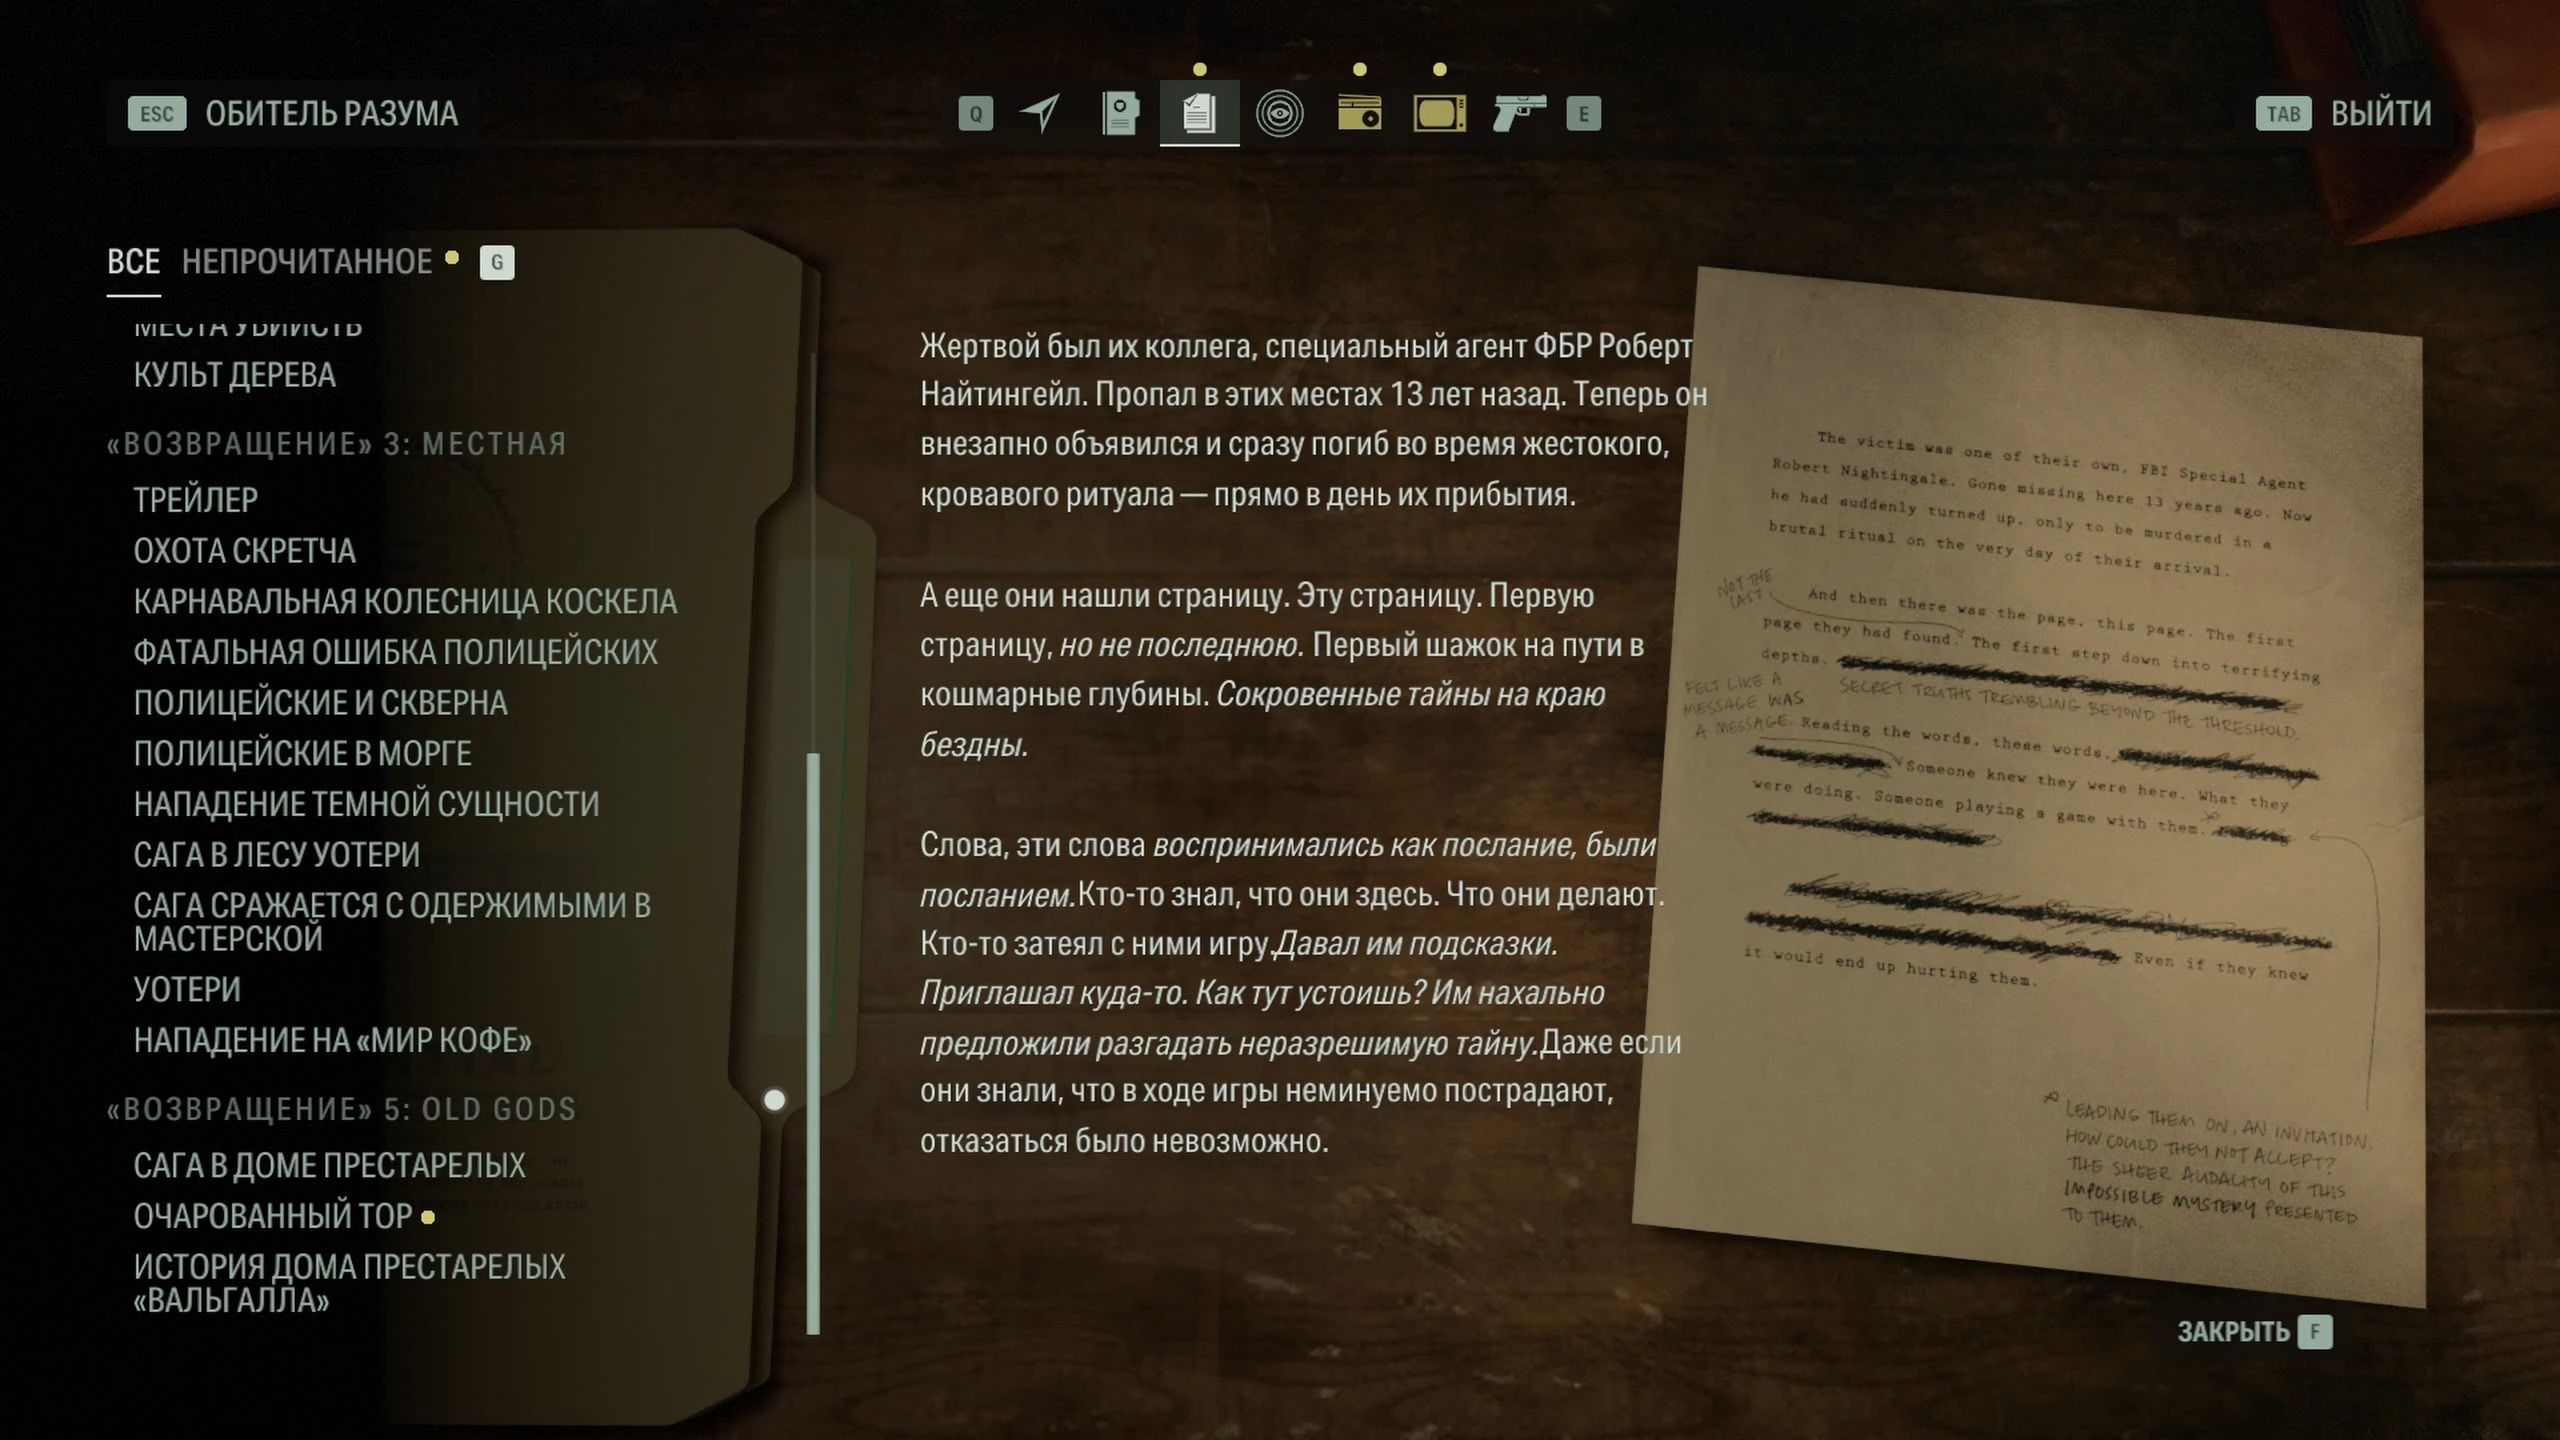 ESC ОБИТЕЛЬ РАЗУМА
Q
E
TAB ВЫЙТИ
ВСЕ НЕПРОЧИТАННОЕ G
МЕСТА УБИЙСТВ
КУЛЬТ ДЕРЕВА
«ВОЗВРАЩЕНИЕ» 3: МЕСТНАЯ
ТРЕЙЛЕР
ОХОТА СКРЕТЧА
КАРНАВАЛЬНАЯ КОЛЕСНИЦА КОСКЕЛА
ФАТАЛЬНАЯ ОШИБКА ПОЛИЦЕЙСКИХ
ПОЛИЦЕЙСКИЕ И СКВЕРНА
ПОЛИЦЕЙСКИЕ В МОРГЕ
НАПАДЕНИЕ ТЕМНОЙ СУЩНОСТИ
САГА В ЛЕСУ УОТЕРИ
САГА СРАЖАЕТСЯ С ОДЕРЖИМЫМИ В
МАСТЕРСКОЙ
УОТЕРИ
НАПАДЕНИЕ НА «МИР КОФЕ»
«ВОЗВРАЩЕНИЕ» 5: OLD GODS
САГА В ДОМЕ ПРЕСТАРЕЛЫХ
ОЧАРОВАННЫЙ ТОР
ИСТОРИЯ ДОМА ПРЕСТАРЕЛЫХ
«ВАЛЬГАЛЛА»
Жертвой был их коллега, специальный агент ФБР Роберт
Найтингейл. Пропал в этих местах 13 лет назад. Теперь он
внезапно объявился и сразу погиб во время жестокого,
кровавого ритуала — прямо в день их прибытия.
А еще они нашли страницу. Эту страницу. Первую
страницу, но не последнюю. Первый шажок на пути в
кошмарные глубины. Сокровенные тайны на краю
бездны.
Слова, эти слова воспринимались как послание, были
посланием.Кто-то знал, что они здесь. Что они делают.
Кто-то затеял с ними игру.Давал им подсказки.
Приглашал куда-то. Как тут устоишь? Им нахально
предложили разгадать неразрешимую тайну.Даже если
они знали, что в ходе игры неминуемо пострадают,
отказаться было невозможно.
The victim was one of their own, FBI Special Agent
Robert Nightingale. Gone missing here 13 years ago. Now
he had suddenly turned up, only to be murdered in a
brutal ritual on the very day of their arrival.
NOT THE
LAST
And then there was the page, this page. The first
page they had found. The first step down into terrifying
depths.
SECRET TRUTHS TREMBLING BEYOND THE THRESHOLD.
FELT LIKE A
MESSAGE WAS
A MESSAGE.
Reading the words, these words,
Someone knew they were here. What they
were doing. Someone playing a game with them.
Even if they knew
it would end up hurting them.
LEADING THEM ON, AN INVITATION.
HOW COULD THEY NOT ACCEPT?
THE SHEER AUDACITY OF THIS
IMPOSSIBLE MYSTERY PRESENTED
TO THEM.
ЗАКРЫТЬ F